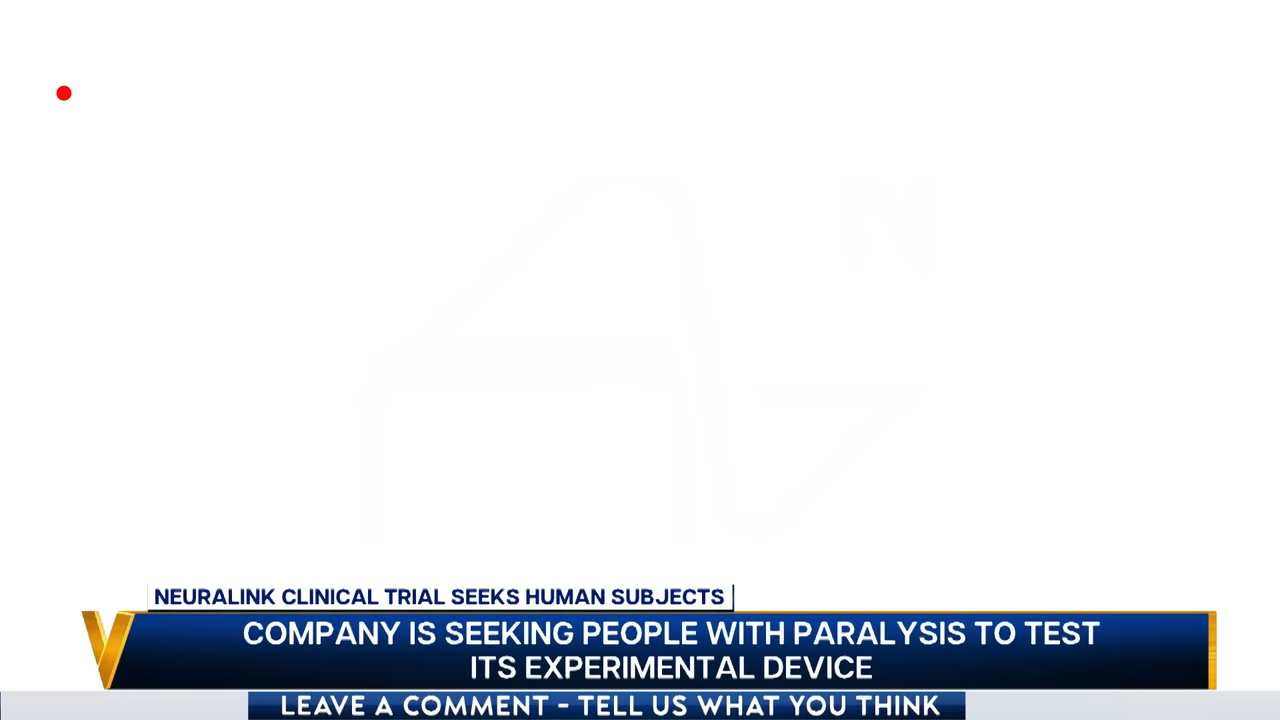 NEURALINK CLINICAL TRIAL SEEKS HUMAN SUBJECTS
COMPANY IS SEEKING PEOPLE WITH PARALYSIS TO TEST
ITS EXPERIMENTAL DEVICE
LEAVE A COMMENT - TELL US WHAT YOU THINK